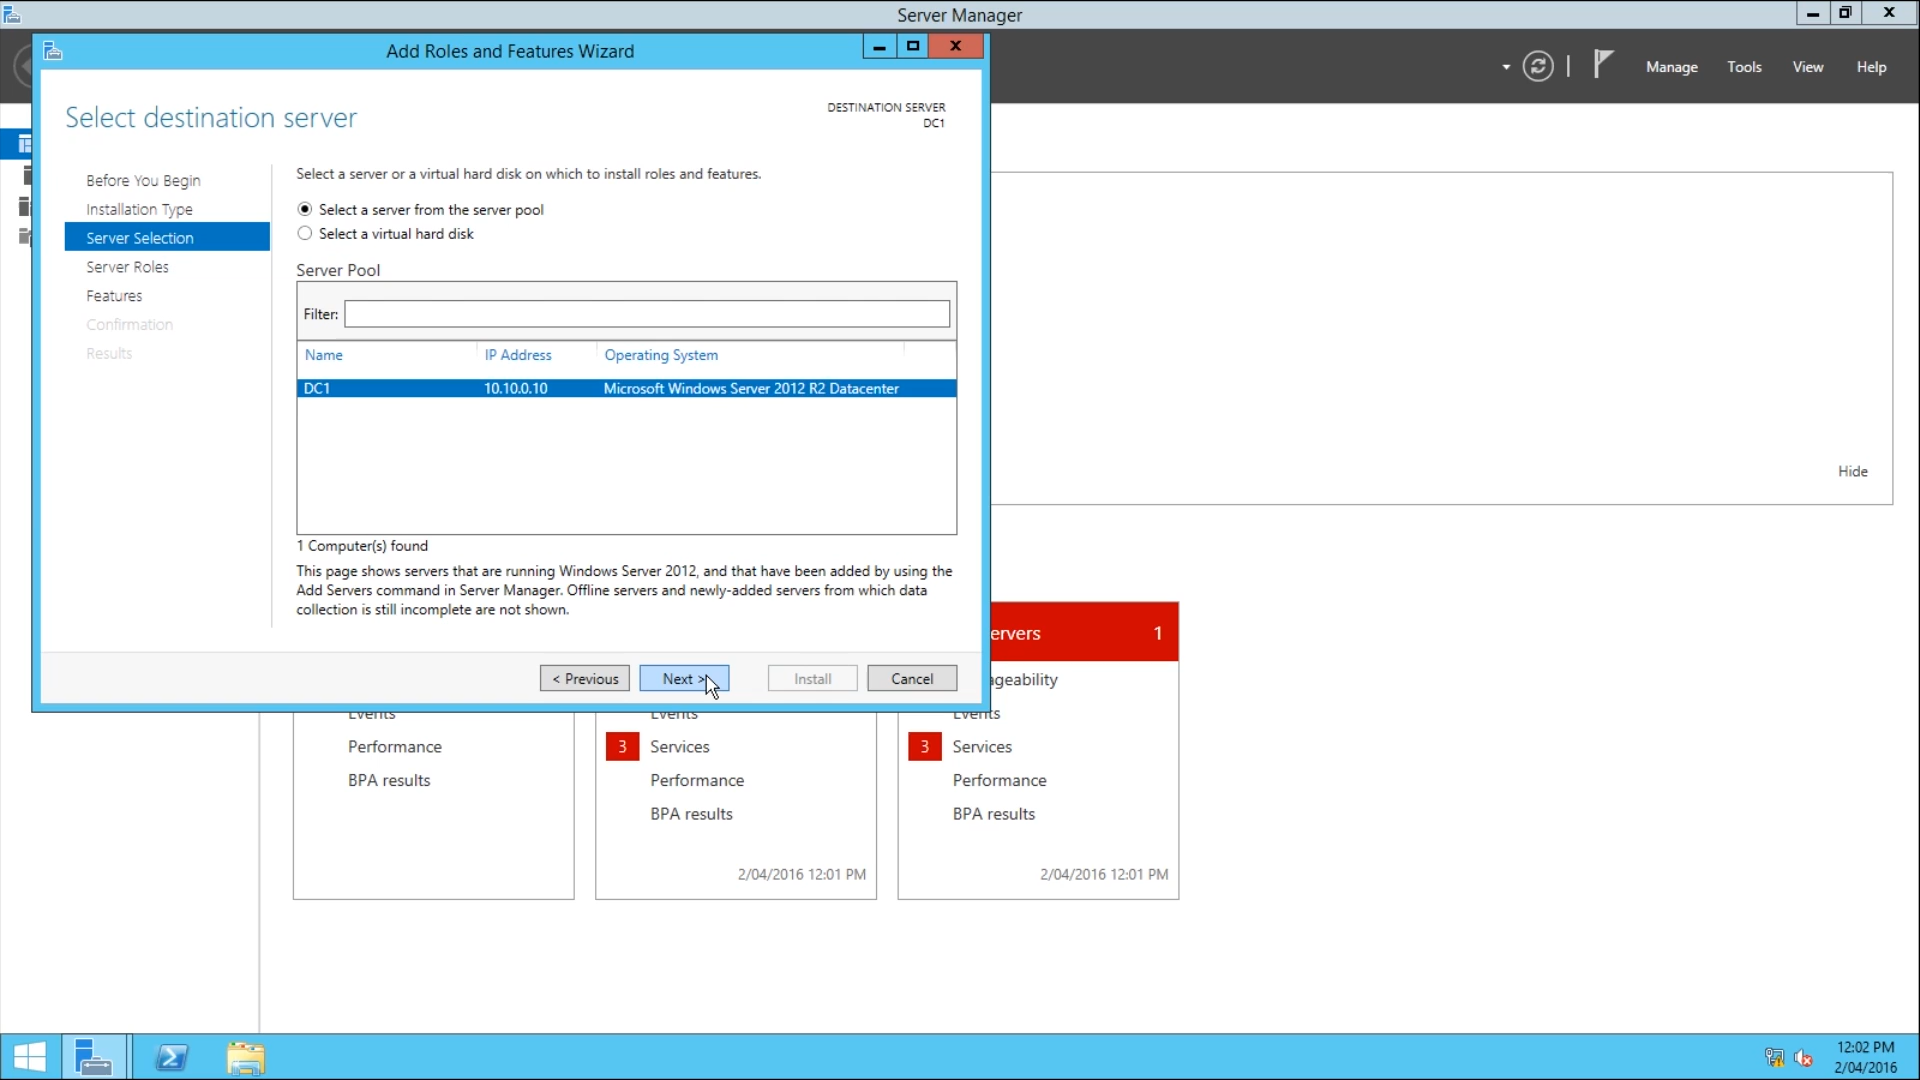 Server Manager
Manage
Tools
View
Help
Add Roles and Features Wizard
Select destination server
DESTINATION SERVER
DC1
Before You Begin
Installation Type
Server Selection
Server Roles
Features
Confirmation
Results
Select a server or a virtual hard disk on which to install roles and features.
Select a server from the server pool
Select a virtual hard disk
Server Pool
Filter:
Name IP Address Operating System
DC1 10.10.0.10 Microsoft Windows Server 2012 R2 Datacenter
1 Computer(s) found
This page shows servers that are running Windows Server 2012, and that have been added by using the
Add Servers command in Server Manager. Offline servers and newly-added servers from which data
collection is still incomplete are not shown.
< Previous
Next >
Install
Cancel
Hide
Events
Performance
BPA results
Events
3 Services
Performance
BPA results
2/04/2016 12:01 PM
ervers 1
geability
Events
3 Services
Performance
BPA results
2/04/2016 12:01 PM
12:02 PM
2/04/2016